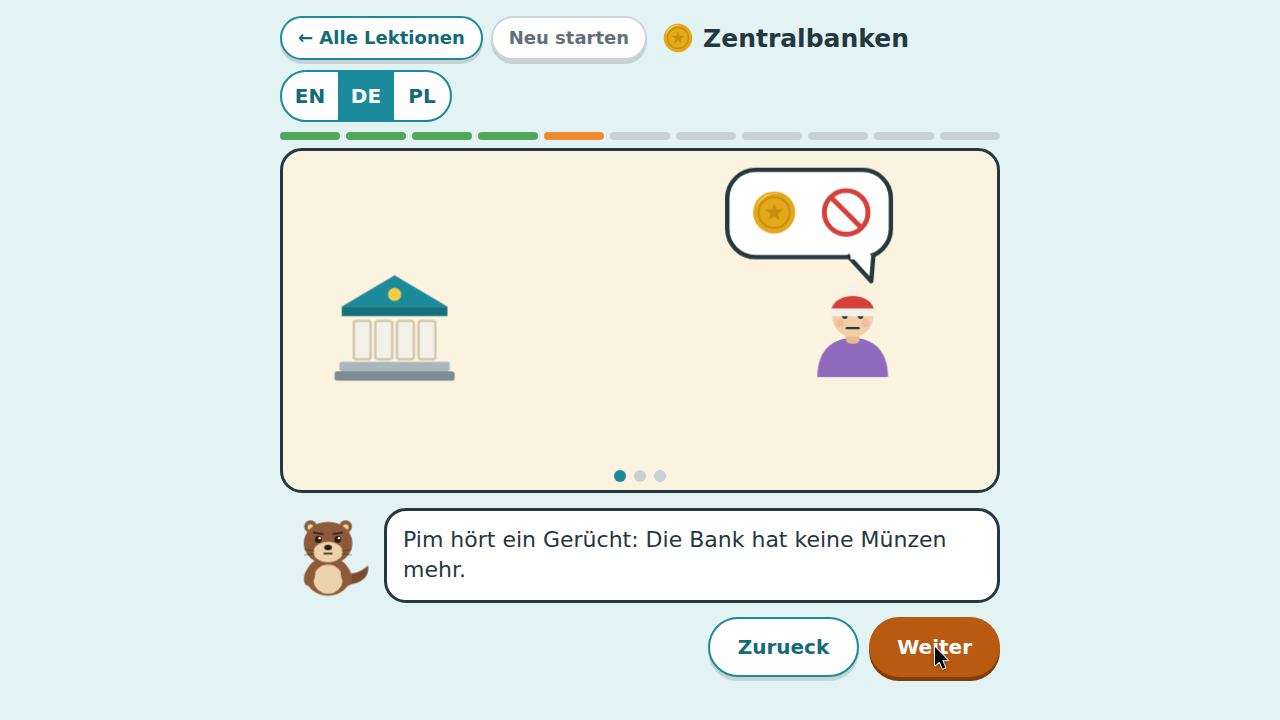 ← Alle Lektionen
Neu starten
Zentralbanken
EN DE PL
Pim hört ein Gerücht: Die Bank hat keine Münzen
mehr.
Zurueck
Weiter